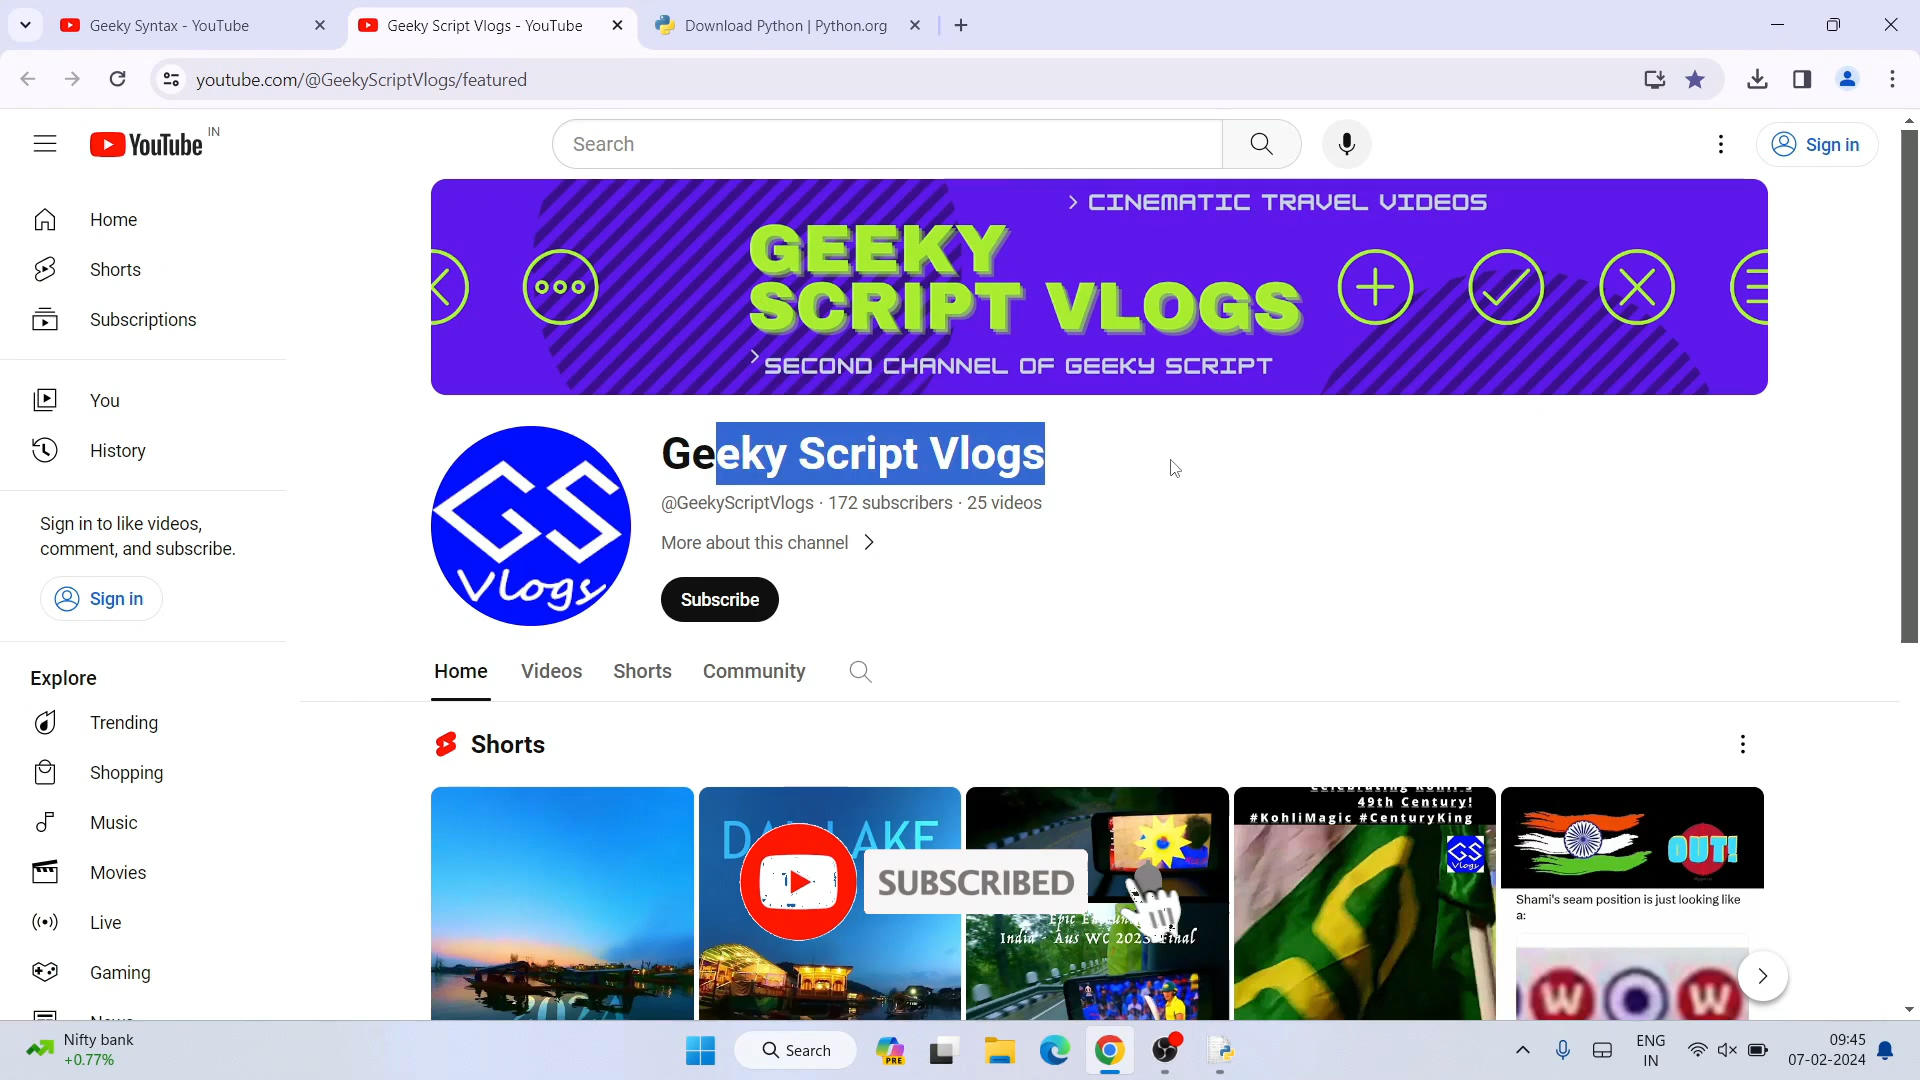 Geeky Syntax - YouTube
Geeky Script Vlogs - YouTube
Download Python | Python.org
youtube.com/@GeekyScriptVlogs/featured
YouTube IN
Search
Sign in
Home
Shorts
Subscriptions
You
History
Sign in to like videos,
comment, and subscribe.
Sign in
Explore
Trending
Shopping
Music
Movies
Live
Gaming
> CINEMATIC TRAVEL VIDEOS
GEEKY
SCRIPT VLOGS
> SECOND CHANNEL OF GEEKY SCRIPT
GS
Vlogs
Geeky Script Vlogs
@GeekyScriptVlogs · 172 subscribers · 25 videos
More about this channel
Subscribe
Home
Videos
Shorts
Community
Shorts
LAKE
SUBSCRIBED
India - Aus WC 2023 Final
49th Century!
#KohliMagic #CenturyKing
GS
Vlogs
OUT!
Shami's seam position is just looking like
a:
W W
Nifty bank
+0.77%
Search
PRE
ENG
IN
09:45
07-02-2024